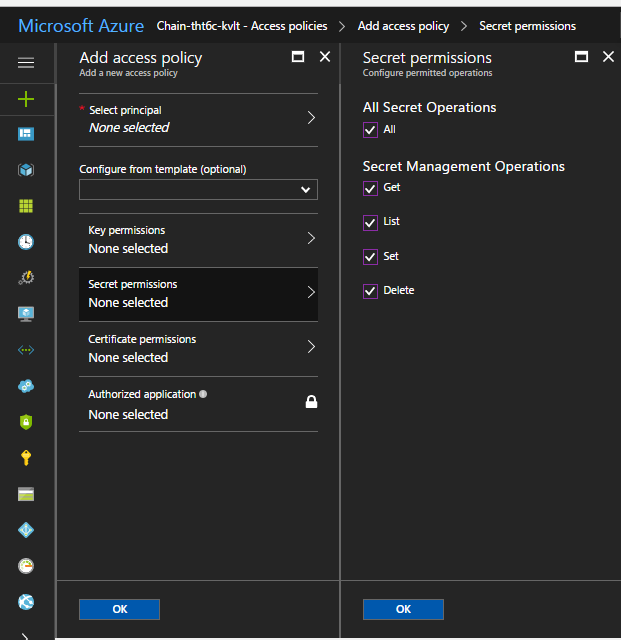 Microsoft Azure Chain-tht6c-kvlt - Access policies > Add access policy > Secret permissions
Add access policy
Add a new access policy
* Select principal
None selected
Configure from template (optional)
Key permissions
None selected
Secret permissions
None selected
Certificate permissions
None selected
Authorized application
None selected
OK
Secret permissions
Configure permitted operations
All Secret Operations
All
Secret Management Operations
Get
List
Set
Delete
OK